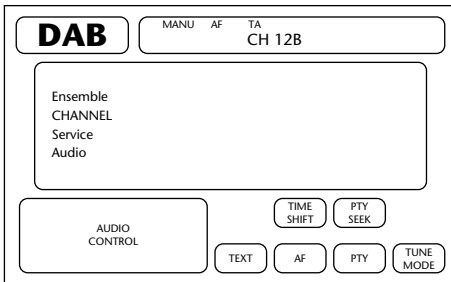 DAB
MANU AF TA
CH 12B
Ensemble
CHANNEL
Service
Audio
AUDIO
CONTROL
TIME
SHIFT
PTY
SEEK
TEXT
AF
PTY
TUNE
MODE